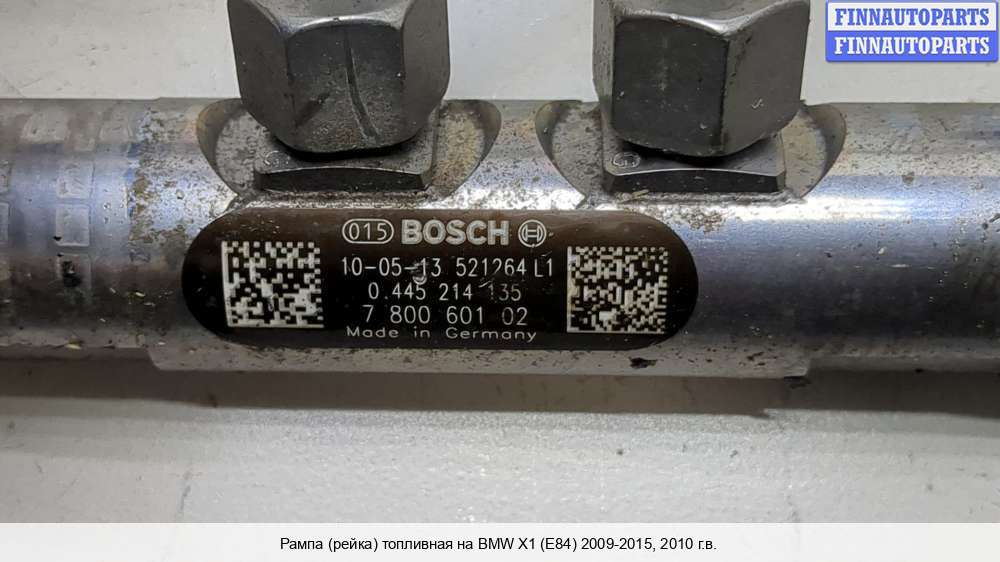 FINNAUTOPARTS
FINNAUTOPARTS
015 BOSCH
10-05-13 521264 L1
0.445 214 135
7 800 601 02
Made in Germany
Рампа (рейка) топливная на BMW X1 (E84) 2009-2015, 2010 г.в.